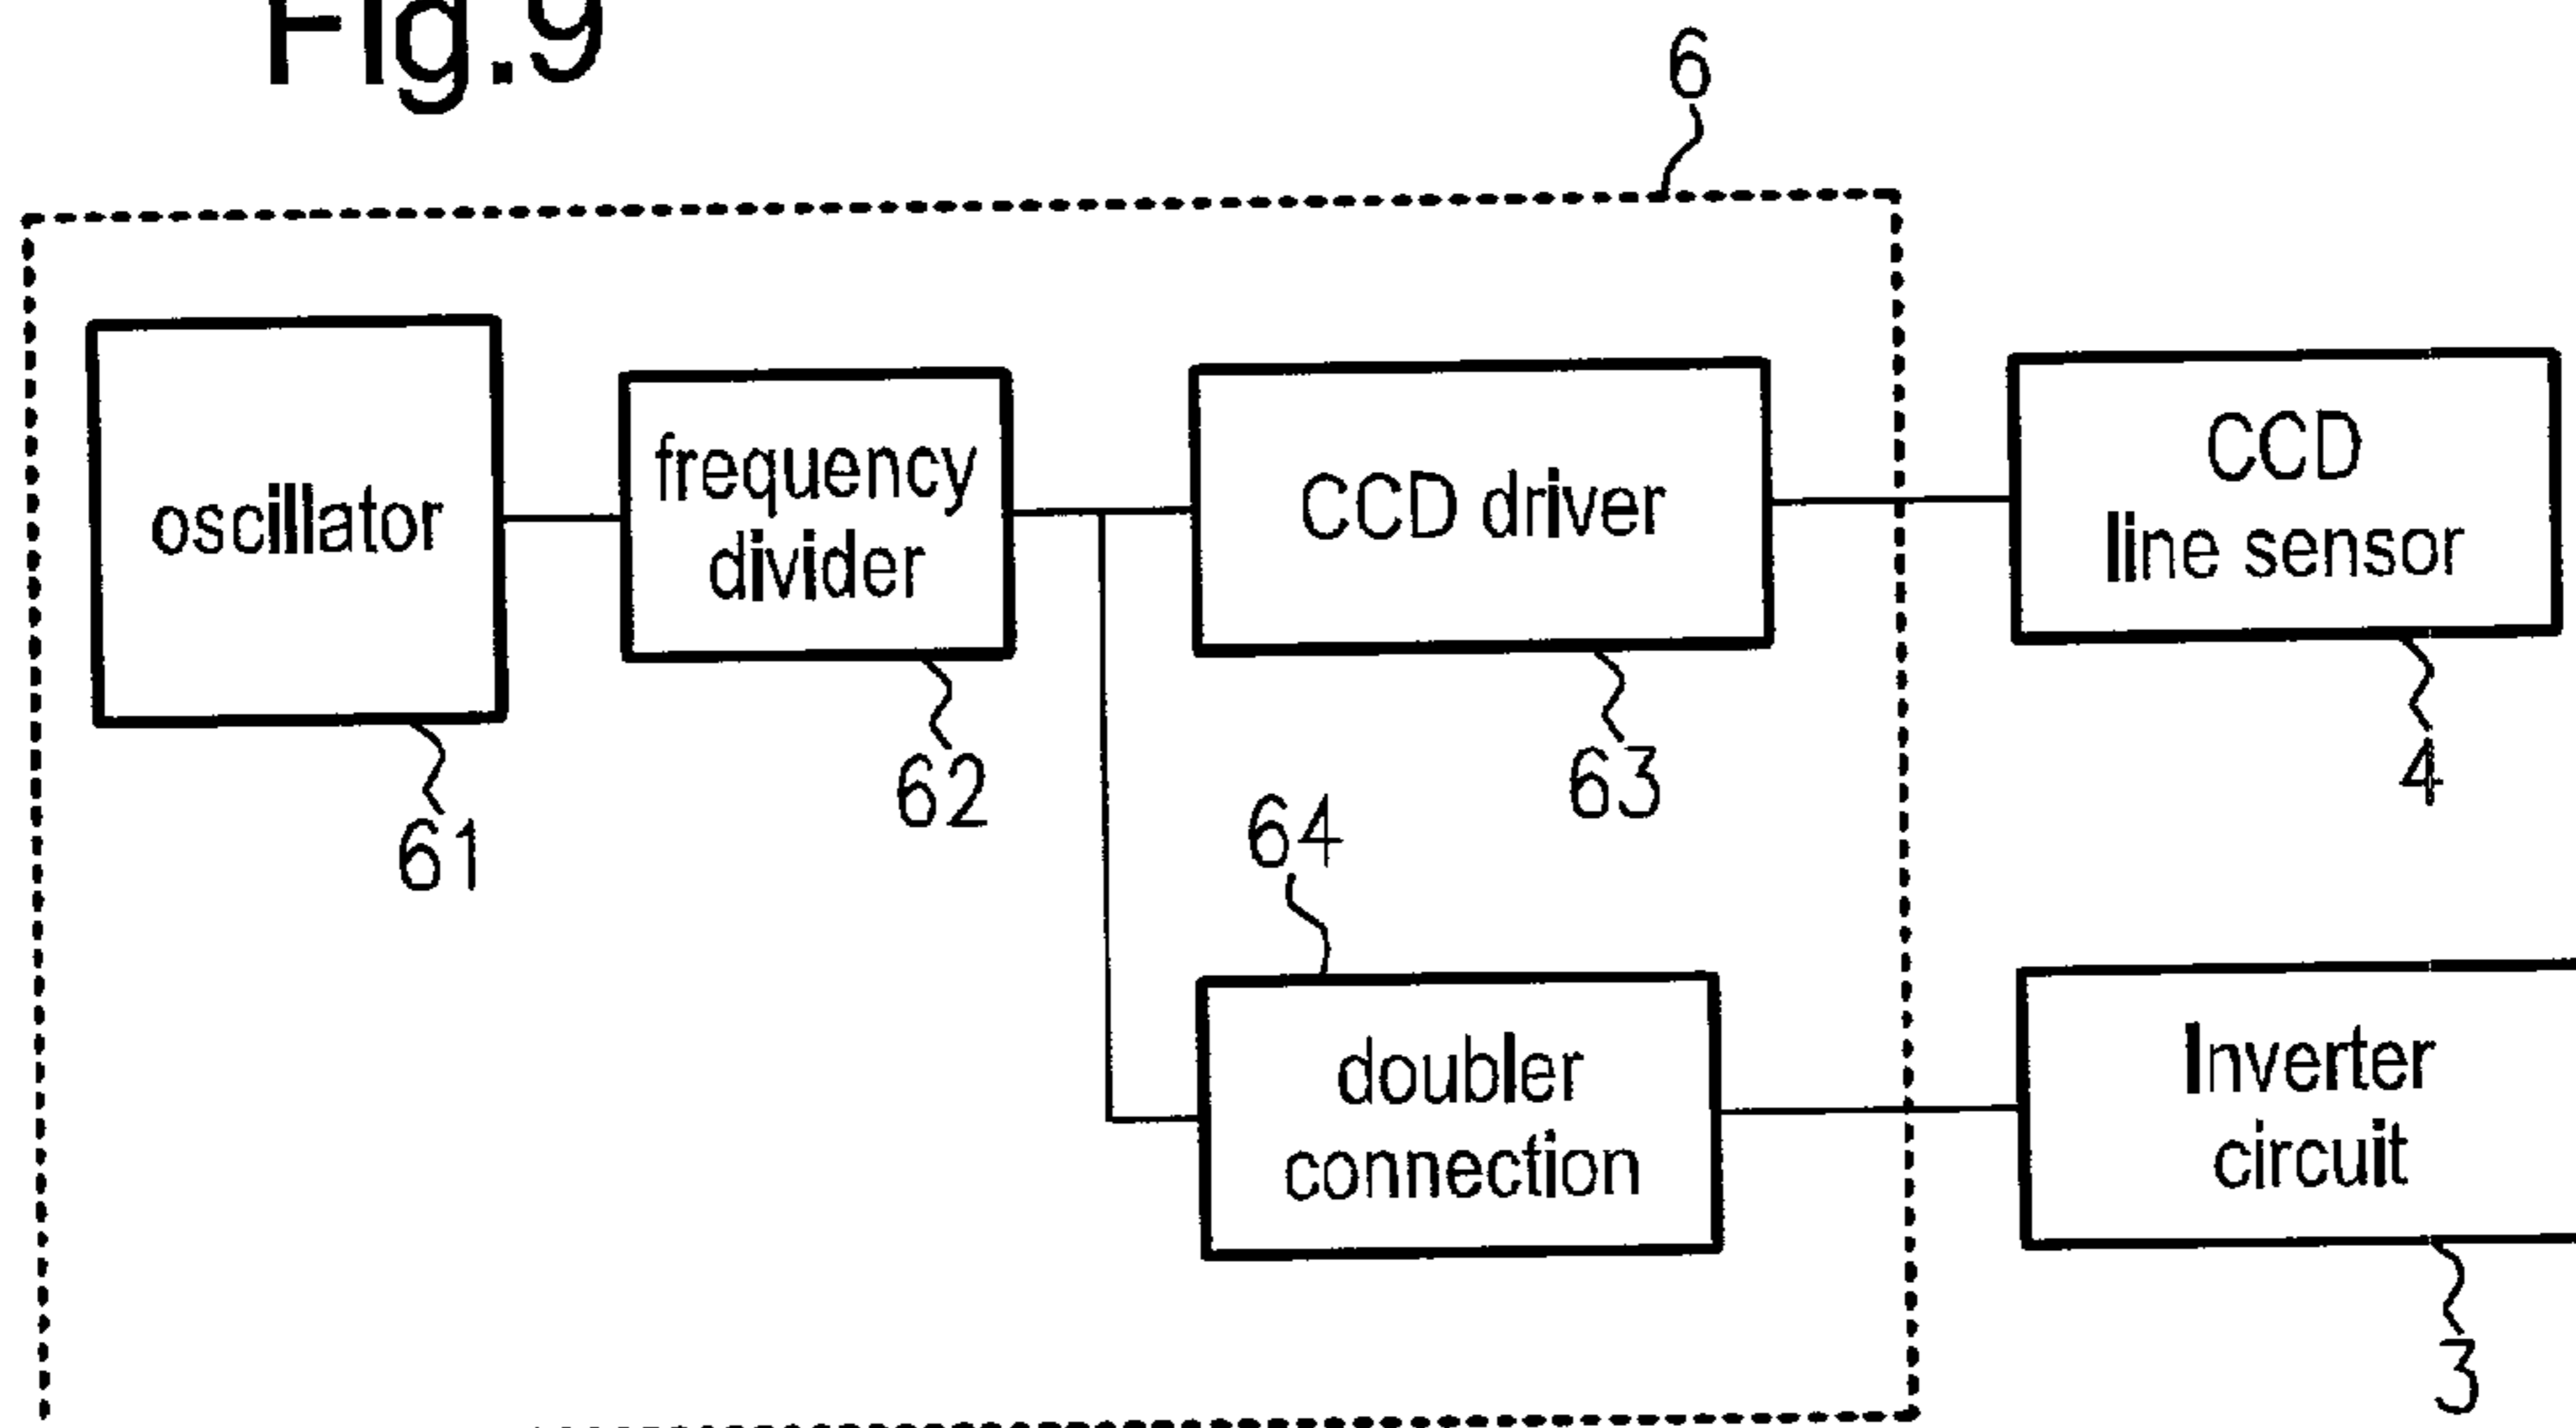 Fig.9
6
oscillator
frequency
divider
CCD driver
CCD
line sensor
61
62
63
4
64
doubler
connection
Inverter
circuit
3